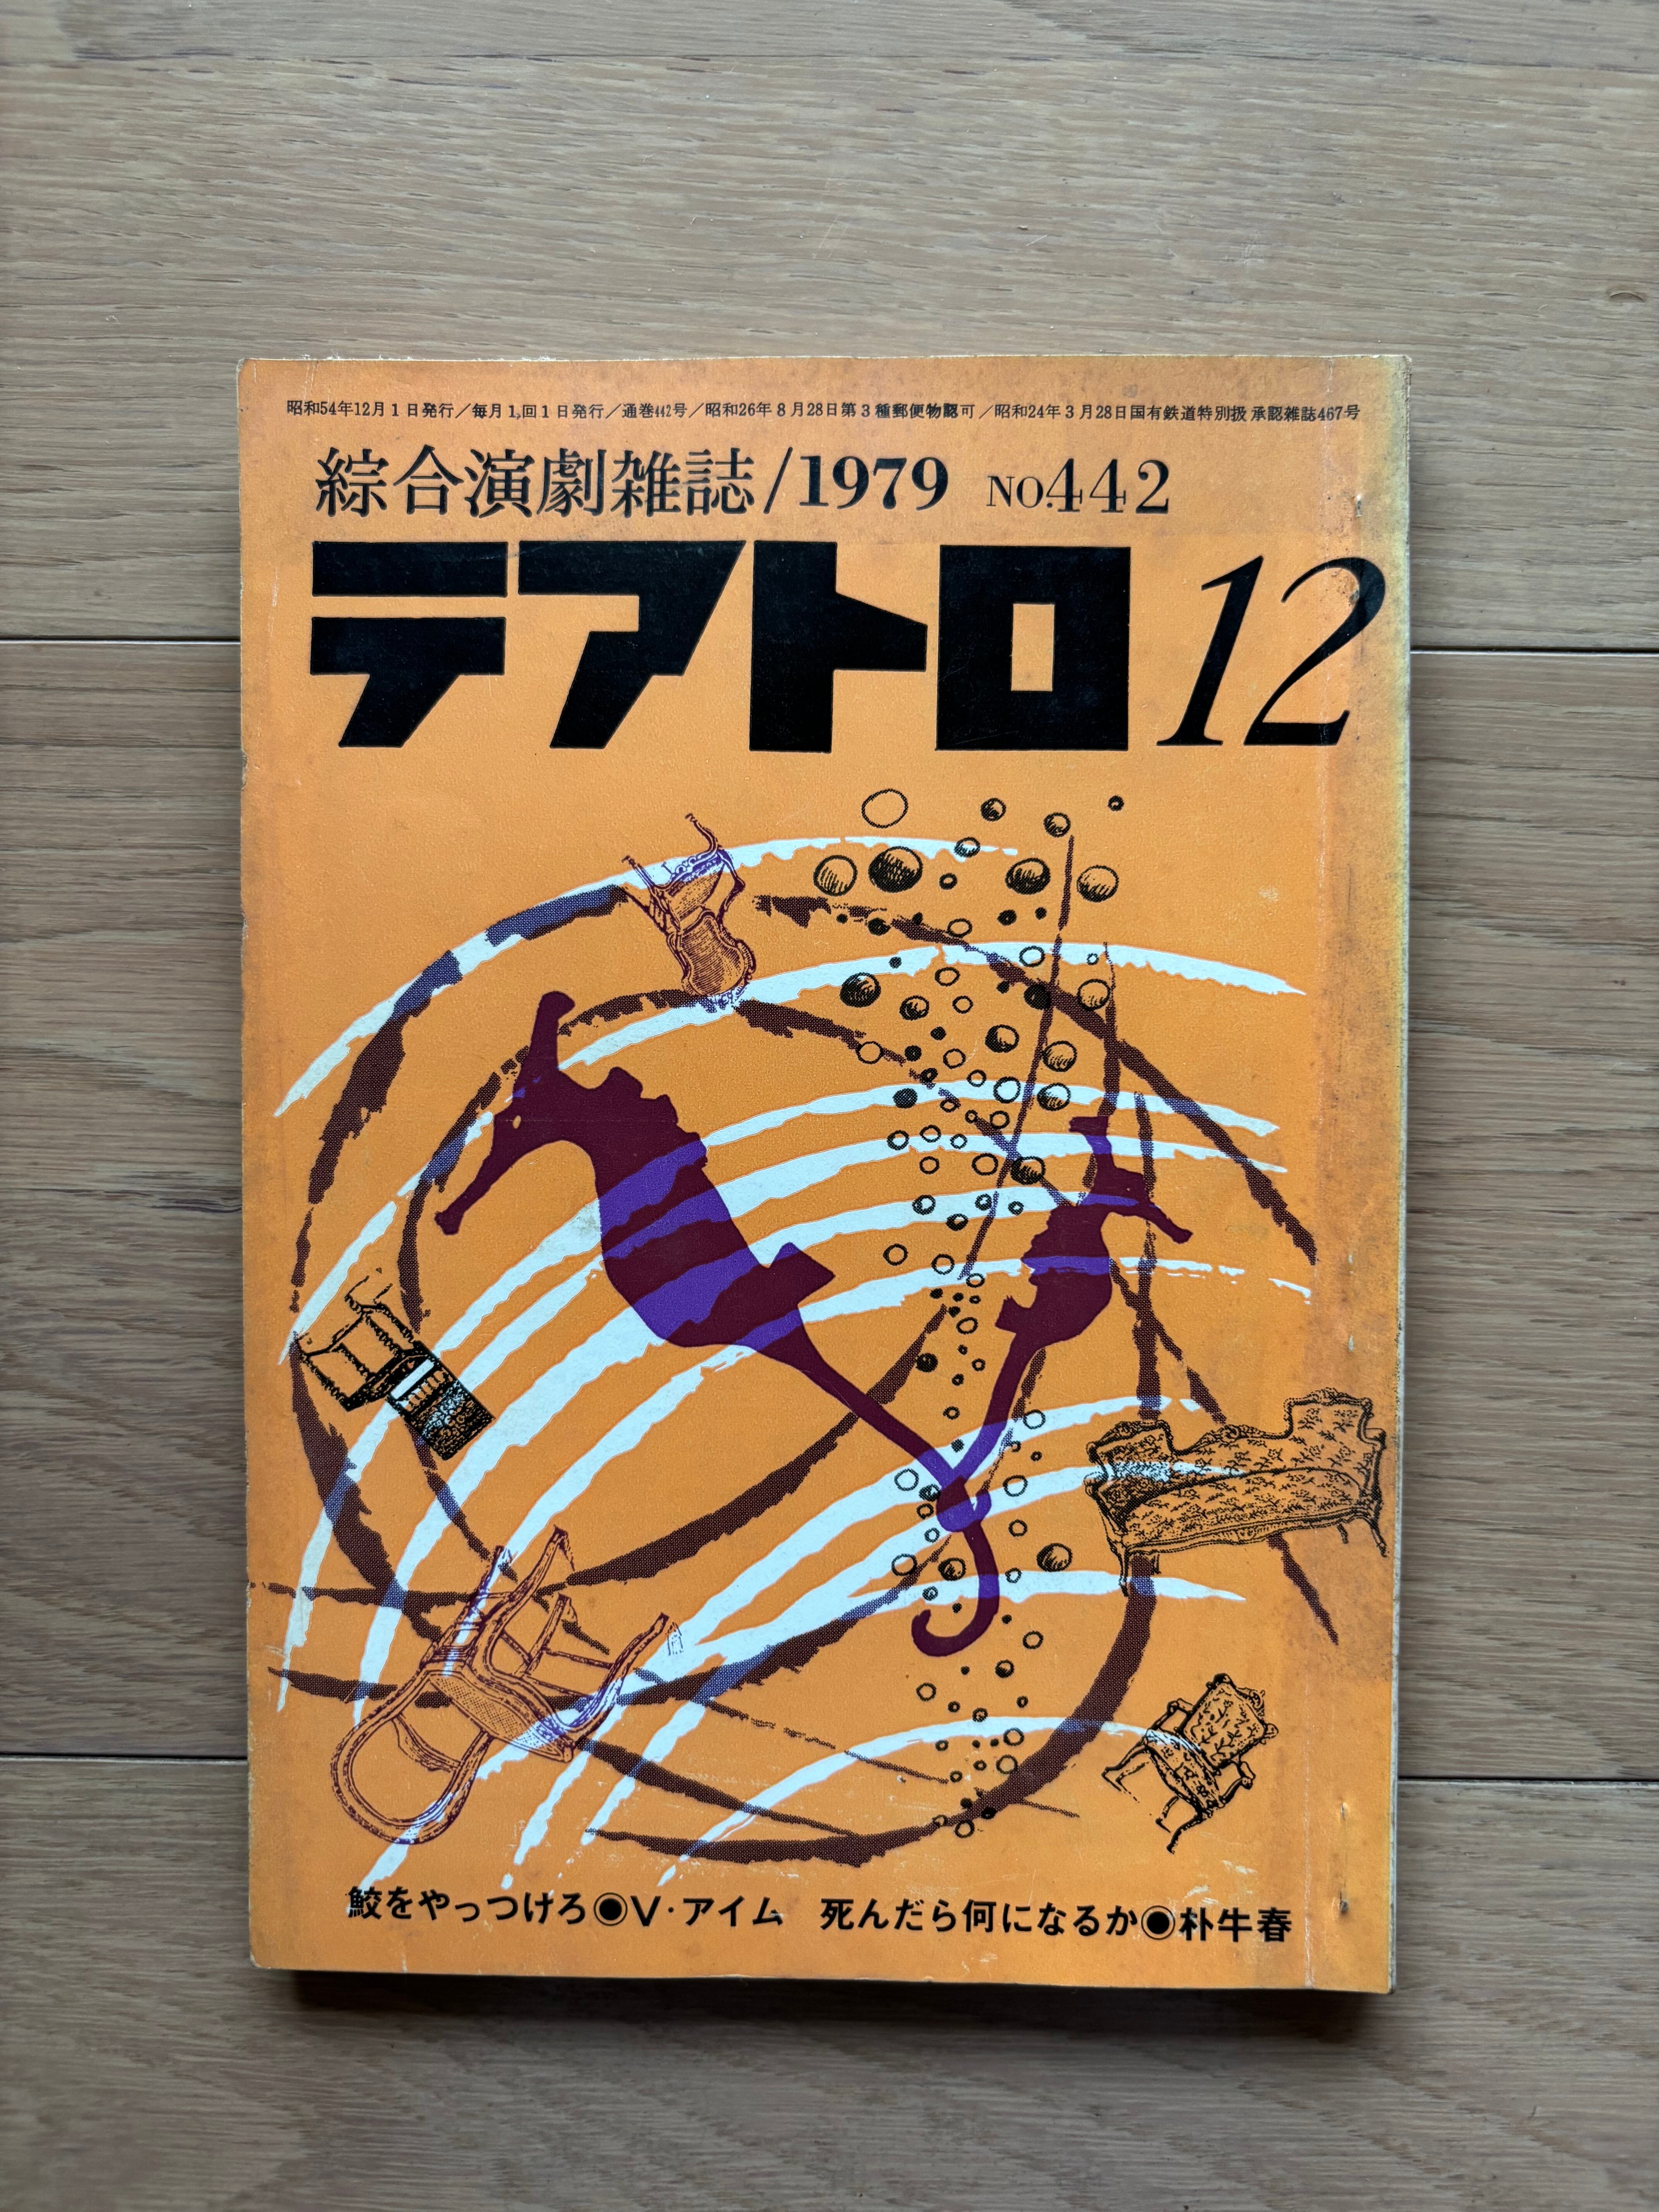 昭和54年12月1日発行/毎月1回1日発行/通巻442号/昭和26年8月28日第3種郵便物認可/昭和24年3月28日国有鉄道特別扱承認雑誌467号
綜合演劇雑誌/1979 NO.442
テアトロ12
鮫をやっつけろ◉V・アイム 死んだら何になるか◉朴牛春